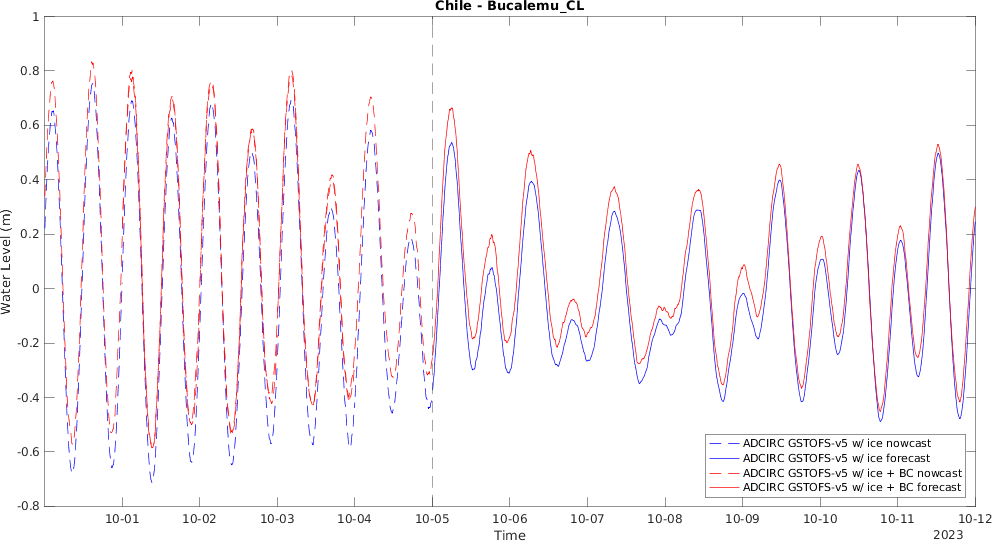 Chile - Bucalemu_CL
Water Level (m)
1
0.8
0.6
0.4
0.2
0
-0.2
-0.4
-0.6
-0.8
ADCIRC GSTOFS-v5 w/ ice nowcast
ADCIRC GSTOFS-v5 w/ ice forecast
ADCIRC GSTOFS-v5 w/ ice + BC nowcast
ADCIRC GSTOFS-v5 w/ ice + BC forecast
10-01 10-02 10-03 10-04 10-05 10-06 10-07 10-08 10-09 10-10 10-11 10-12
Time
2023